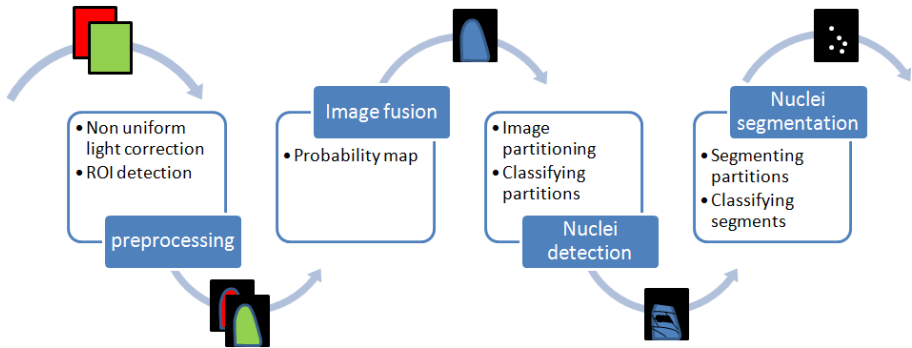 • Non uniform
light correction
• ROI detection
preprocessing
Image fusion
• Probability map
• Image
partitioning
• Classifying
partitions
Nuclei
detection
Nuclei
segmentation
• Segmenting
partitions
• Classifying
segments